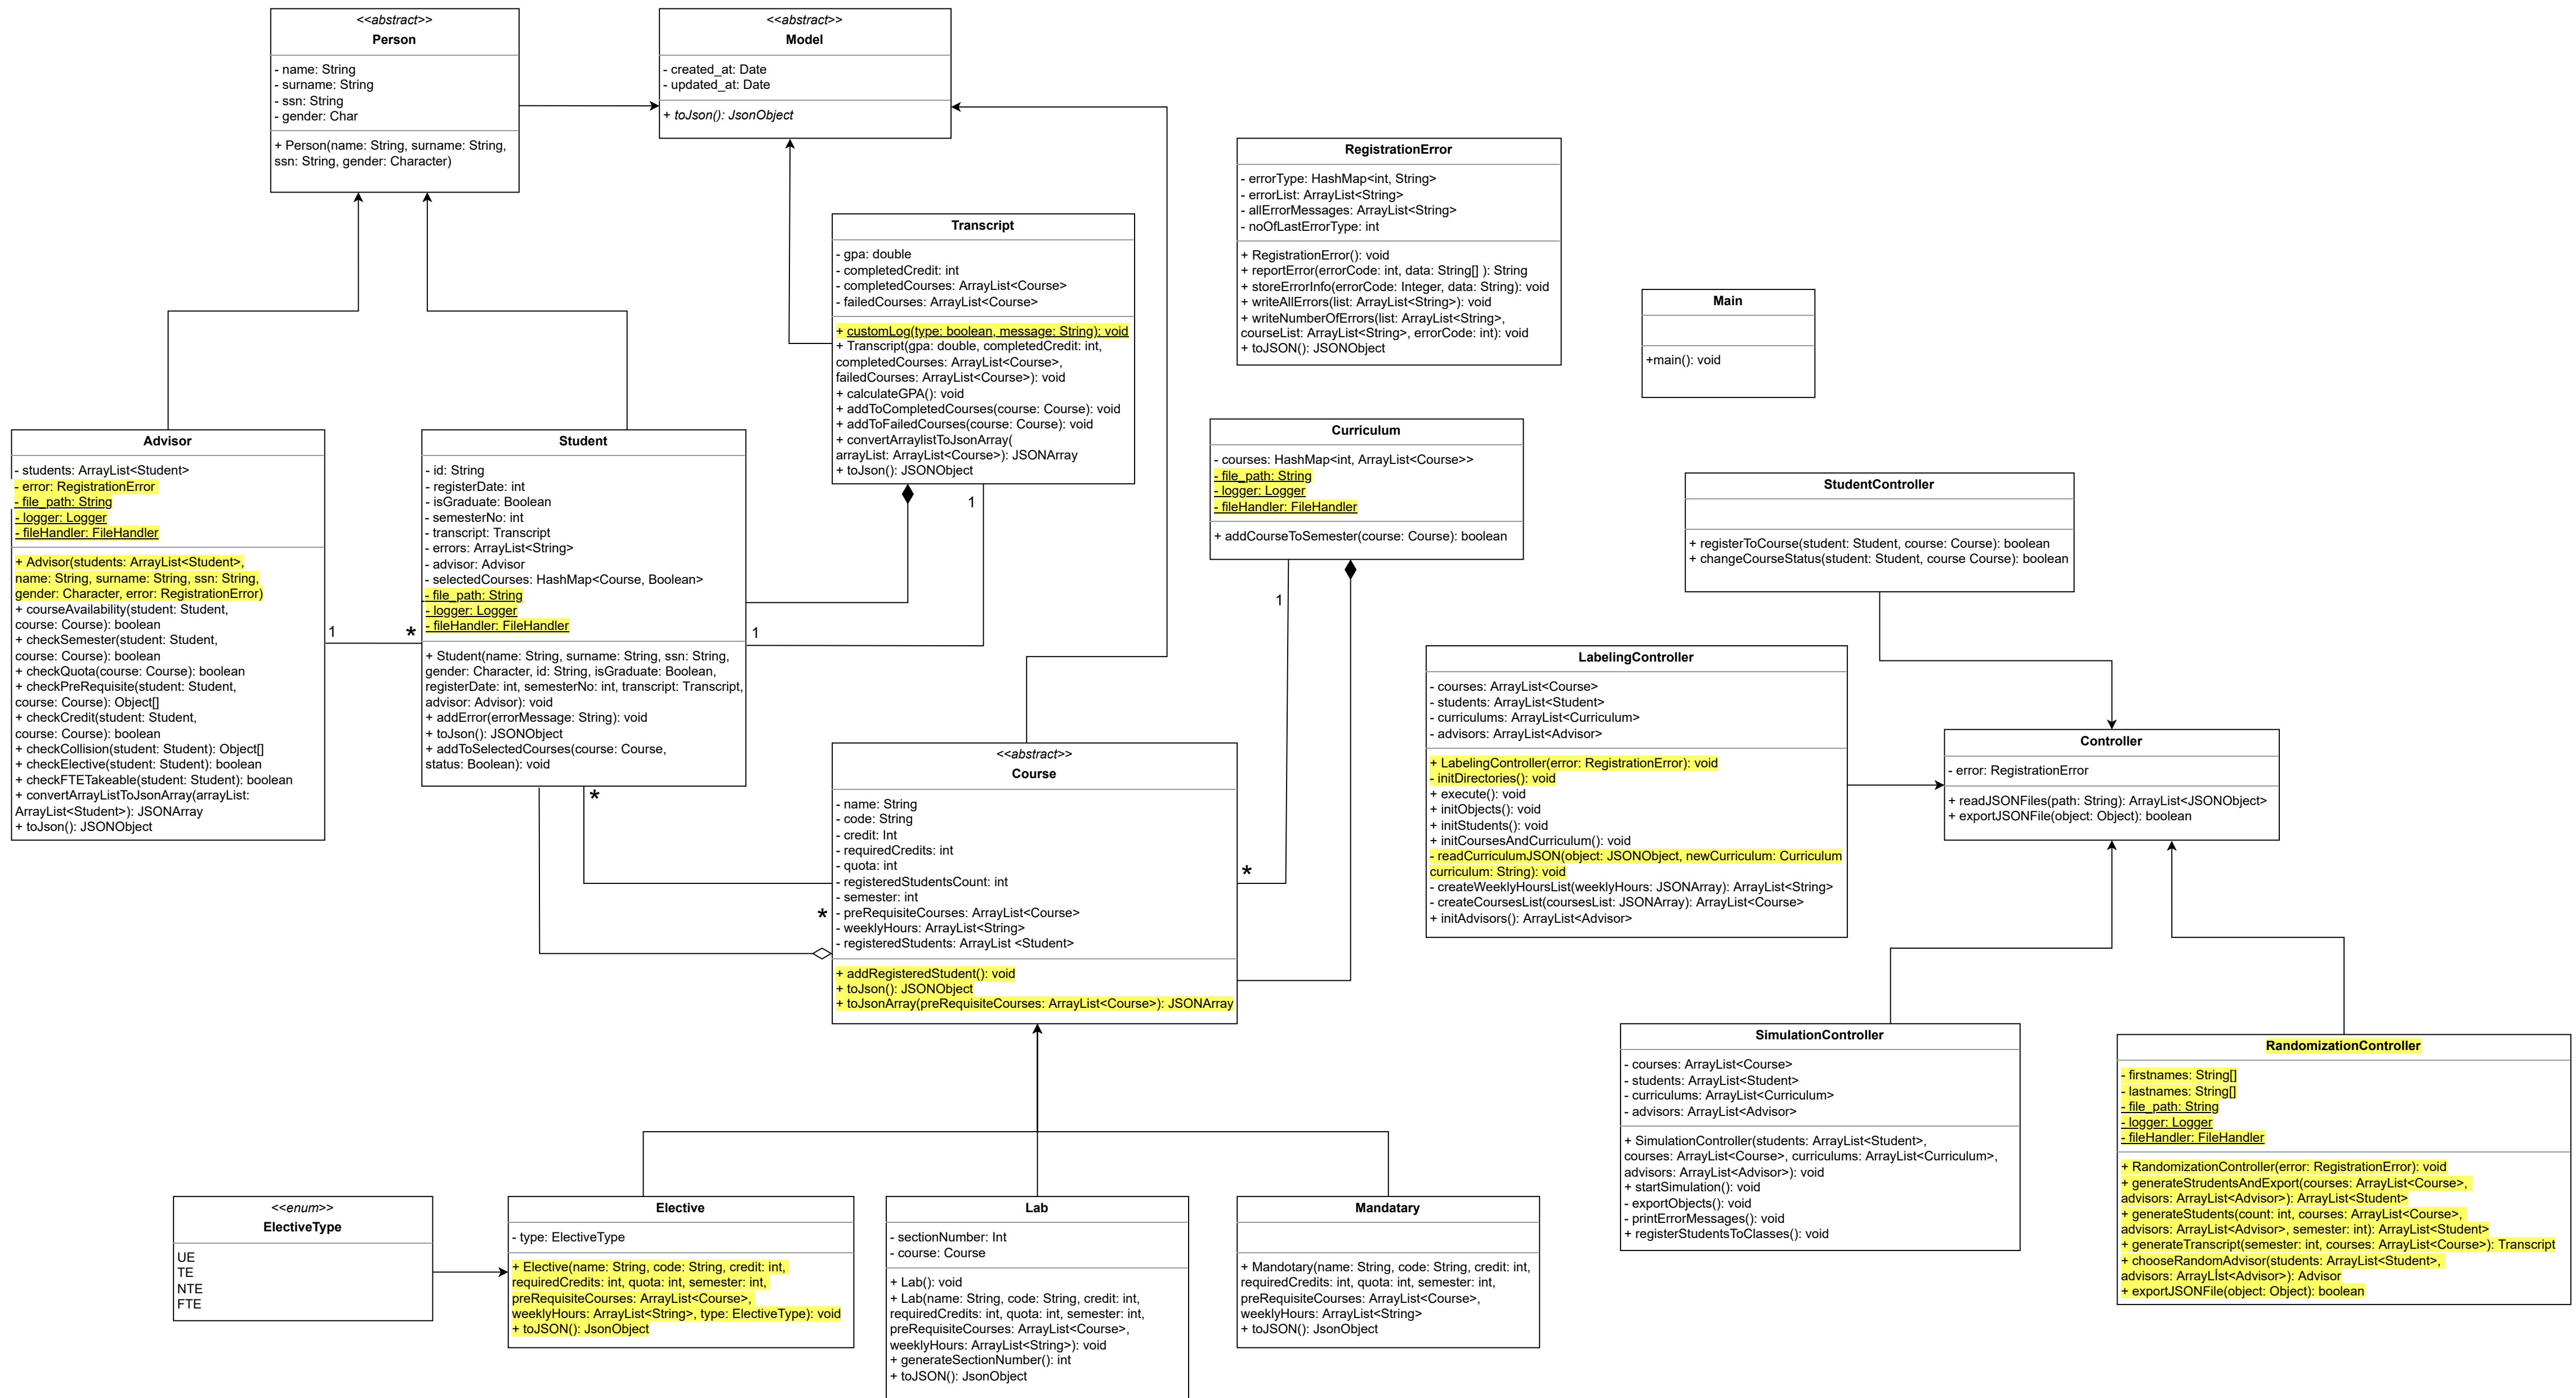 <<abstract>>
Person
- name: String
- surname: String
- ssn: String
- gender: Char
+ Person(name: String, surname: String,
ssn: String, gender: Character)
<<abstract>>
Model
- created_at: Date
- updated_at: Date
+ toJson(): JsonObject
RegistrationError
- errorType: HashMap<int, String>
- errorList: ArrayList<String>
- allErrorMessages: ArrayList<String>
- noOfLastErrorType: int
+ RegistrationError(): void
+ reportError(errorCode: int, data: String[] ): String
+ storeErrorInfo(errorCode: Integer, data: String): void
+ writeAllErrors(list: ArrayList<String>): void
+ writeNumberOfErrors(list: ArrayList<String>,
courseList: ArrayList<String>, errorCode: int): void
+ toJSON(): JSONObject
Transcript
- gpa: double
- completedCredit: int
- completedCourses: ArrayList<Course>
- failedCourses: ArrayList<Course>
+ customLog(type: boolean, message: String): void
+ Transcript(gpa: double, completedCredit: int,
completedCourses: ArrayList<Course>,
failedCourses: ArrayList<Course>): void
+ calculateGPA(): void
+ addToCompletedCourses(course: Course): void
+ addToFailedCourses(course: Course): void
+ convertArraylistToJsonArray(
arrayList: ArrayList<Course>): JSONArray
+ toJson(): JSONObject
Main
+main(): void
Advisor
- students: ArrayList<Student>
- error: RegistrationError
- file_path: String
- logger: Logger
- fileHandler: FileHandler
+ Advisor(students: ArrayList<Student>,
name: String, surname: String, ssn: String,
gender: Character, error: RegistrationError)
+ courseAvailability(student: Student,
course: Course): boolean
+ checkSemester(student: Student,
course: Course): boolean
+ checkQuota(course: Course): boolean
+ checkPreRequisite(student: Student,
course: Course): Object[]
+ checkCredit(student: Student,
course: Course): boolean
+ checkCollision(student: Student): Object[]
+ checkElective(student: Student): boolean
+ checkFTETakeable(student: Student): boolean
+ convertArrayListToJsonArray(arrayList:
ArrayList<Student>): JSONArray
+ toJson(): JSONObject
1
*
Student
- id: String
- registerDate: int
- isGraduate: Boolean
- semesterNo: int
- transcript: Transcript
- errors: ArrayList<String>
- advisor: Advisor
- selectedCourses: HashMap<Course, Boolean>
- file_path: String
- logger: Logger
- fileHandler: FileHandler
+ Student(name: String, surname: String, ssn: String,
gender: Character, id: String, isGraduate: Boolean,
registerDate: int, semesterNo: int, transcript: Transcript,
advisor: Advisor): void
+ addError(errorMessage: String): void
+ toJson(): JSONObject
+ addToSelectedCourses(course: Course,
status: Boolean): void
1
1
*
*
Curriculum
- courses: HashMap<int, ArrayList<Course>>
- file_path: String
- logger: Logger
- fileHandler: FileHandler
+ addCourseToSemester(course: Course): boolean
1
*
StudentController
+ registerToCourse(student: Student, course: Course): boolean
+ changeCourseStatus(student: Student, course Course): boolean
LabelingController
- courses: ArrayList<Course>
- students: ArrayList<Student>
- curriculums: ArrayList<Curriculum>
- advisors: ArrayList<Advisor>
+ LabelingController(error: RegistrationError): void
- initDirectories(): void
+ execute(): void
+ initObjects(): void
+ initStudents(): void
+ initCoursesAndCurriculum(): void
- readCurriculumJSON(object: JSONObject, newCurriculum: Curriculum
curriculum: String): void
- createWeeklyHoursList(weeklyHours: JSONArray): ArrayList<String>
- createCoursesList(coursesList: JSONArray): ArrayList<Course>
+ initAdvisors(): ArrayList<Advisor>
Controller
- error: RegistrationError
+ readJSONFiles(path: String): ArrayList<JSONObject>
+ exportJSONFile(object: Object): boolean
<<abstract>>
Course
- name: String
- code: String
- credit: Int
- requiredCredits: int
- quota: int
- registeredStudentsCount: int
- semester: int
- preRequisiteCourses: ArrayList<Course>
- weeklyHours: ArrayList<String>
- registeredStudents: ArrayList <Student>
+ addRegisteredStudent(): void
+ toJson(): JSONObject
+ toJsonArray(preRequisiteCourses: ArrayList<Course>): JSONArray
SimulationController
- courses: ArrayList<Course>
- students: ArrayList<Student>
- curriculums: ArrayList<Curriculum>
- advisors: ArrayList<Advisor>
+ SimulationController(students: ArrayList<Student>,
courses: ArrayList<Course>, curriculums: ArrayList<Curriculum>,
advisors: ArrayList<Advisor>): void
+ startSimulation(): void
- exportObjects(): void
- printErrorMessages(): void
+ registerStudentsToClasses(): void
RandomizationController
- firstnames: String[]
- lastnames: String[]
- file_path: String
- logger: Logger
- fileHandler: FileHandler
+ RandomizationController(error: RegistrationError): void
+ generateStrudentsAndExport(courses: ArrayList<Course>,
advisors: ArrayList<Advisor>): ArrayList<Student>
+ generateStudents(count: int, courses: ArrayList<Course>,
advisors: ArrayList<Advisor>, semester: int): ArrayList<Student>
+ generateTranscript(semester: int, courses: ArrayList<Course>): Transcript
+ chooseRandomAdvisor(students: ArrayList<Student>,
advisors: ArrayLİst<Advisor>): Advisor
+ exportJSONFile(object: Object): boolean
<<enum>>
ElectiveType
UE
TE
NTE
FTE
Elective
- type: ElectiveType
+ Elective(name: String, code: String, credit: int,
requiredCredits: int, quota: int, semester: int,
preRequisiteCourses: ArrayList<Course>,
weeklyHours: ArrayList<String>, type: ElectiveType): void
+ toJSON(): JsonObject
Lab
- sectionNumber: Int
- course: Course
+ Lab(): void
+ Lab(name: String, code: String, credit: int,
requiredCredits: int, quota: int, semester: int,
preRequisiteCourses: ArrayList<Course>,
weeklyHours: ArrayList<String>): void
+ generateSectionNumber(): int
+ toJSON(): JsonObject
Mandatary
+ Mandotary(name: String, code: String, credit: int,
requiredCredits: int, quota: int, semester: int,
preRequisiteCourses: ArrayList<Course>,
weeklyHours: ArrayList<String>
+ toJSON(): JsonObject